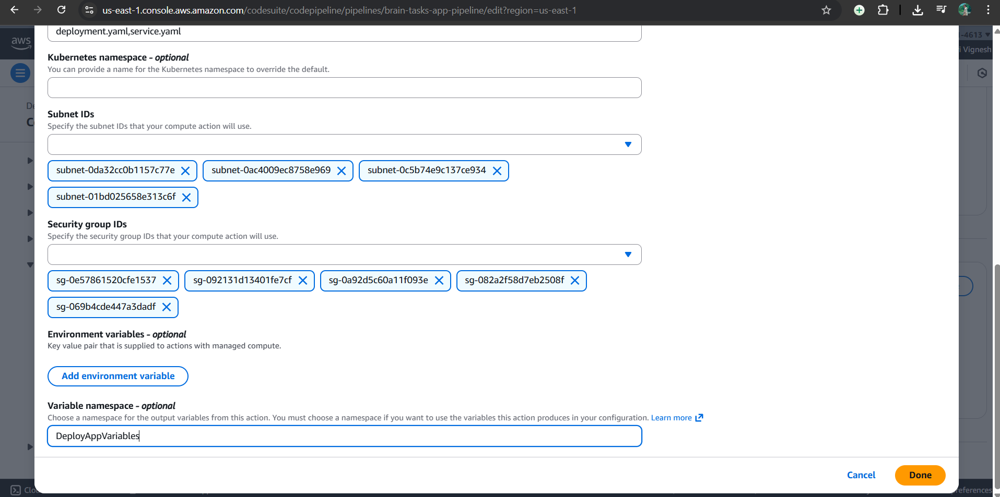 us-east-1.console.aws.amazon.com/codesuite/codepipeline/pipelines/brain-tasks-app-pipeline/edit?region=us-east-1
aws
deployment.yaml,service.yaml
-4613
Vignesh
Kubernetes namespace - optional
You can provide a name for the Kubernetes namespace to override the default.
Subnet IDs
Specify the subnet IDs that your compute action will use.
subnet-0da32cc0b1157c77e subnet-0ac4009ec8758e969 subnet-0c5b74e9c137ce934
subnet-01bd025658e313c6f
Security group IDs
Specify the security group IDs that your compute action will use.
sg-0e57861520cfe1537 sg-092131d13401fe7cf sg-0a92d5c60a11f093e sg-082a2f58d7eb2508f
sg-069b4cde447a3dadf
Environment variables - optional
Key value pair that is supplied to actions with managed compute.
Add environment variable
Variable namespace - optional
Choose a namespace for the output variables from this action. You must choose a namespace if you want to use the variables this action produces in your configuration. Learn more
DeployAppVariables
Cancel Done